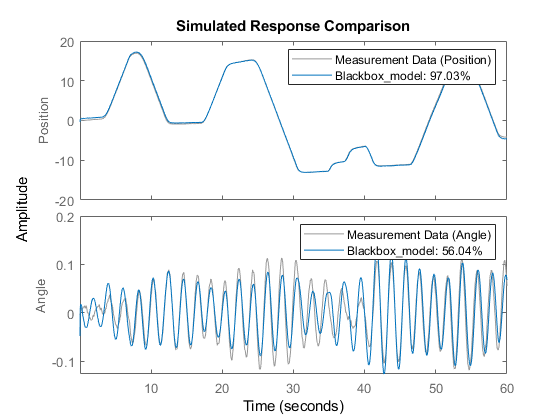 Simulated Response Comparison
20
10
0
-10
-20
Position
Measurement Data (Position)
Blackbox_model: 97.03%
Amplitude
0.2
0.1
0
-0.1
Angle
Measurement Data (Angle)
Blackbox_model: 56.04%
10 20 30 40 50 60
Time (seconds)